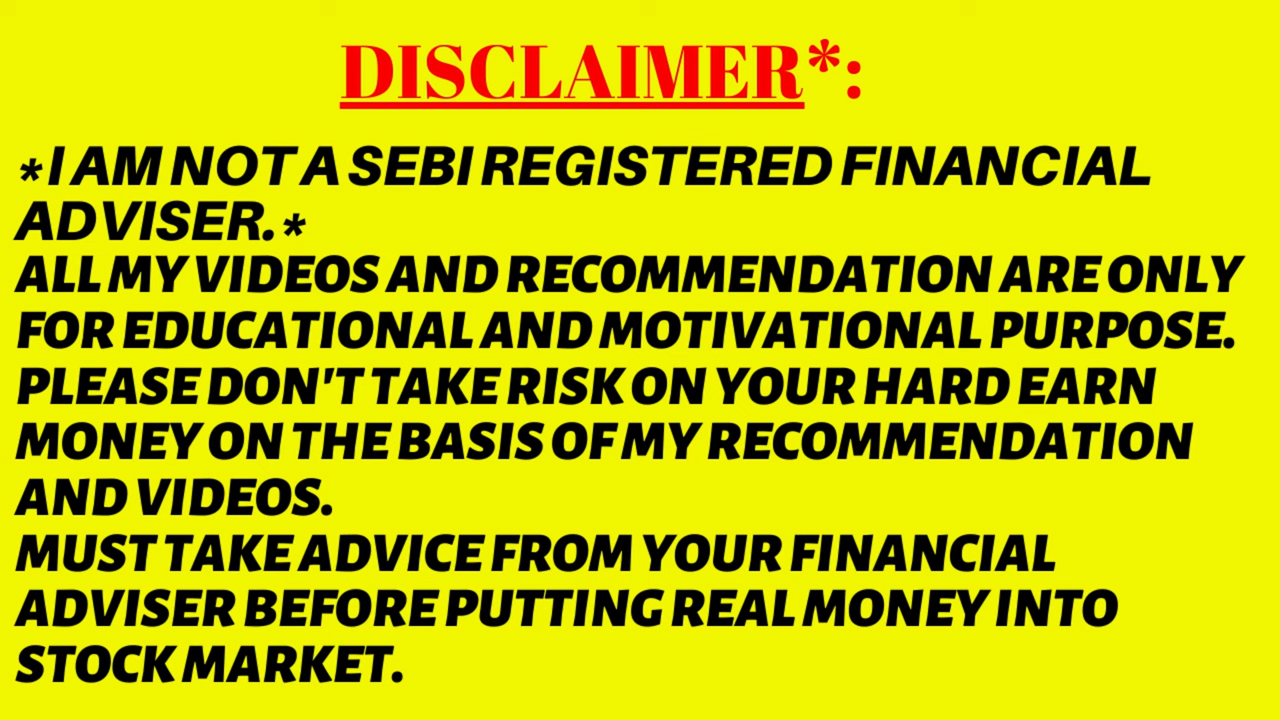 DISCLAIMER*:
*I AM NOT A SEBI REGISTERED FINANCIAL
ADVISER.*
ALL MY VIDEOS AND RECOMMENDATION ARE ONLY
FOR EDUCATIONAL AND MOTIVATIONAL PURPOSE.
PLEASE DON'T TAKE RISK ON YOUR HARD EARN
MONEY ON THE BASIS OF MY RECOMMENDATION
AND VIDEOS.
MUST TAKE ADVICE FROM YOUR FINANCIAL
ADVISER BEFORE PUTTING REAL MONEY INTO
STOCK MARKET.